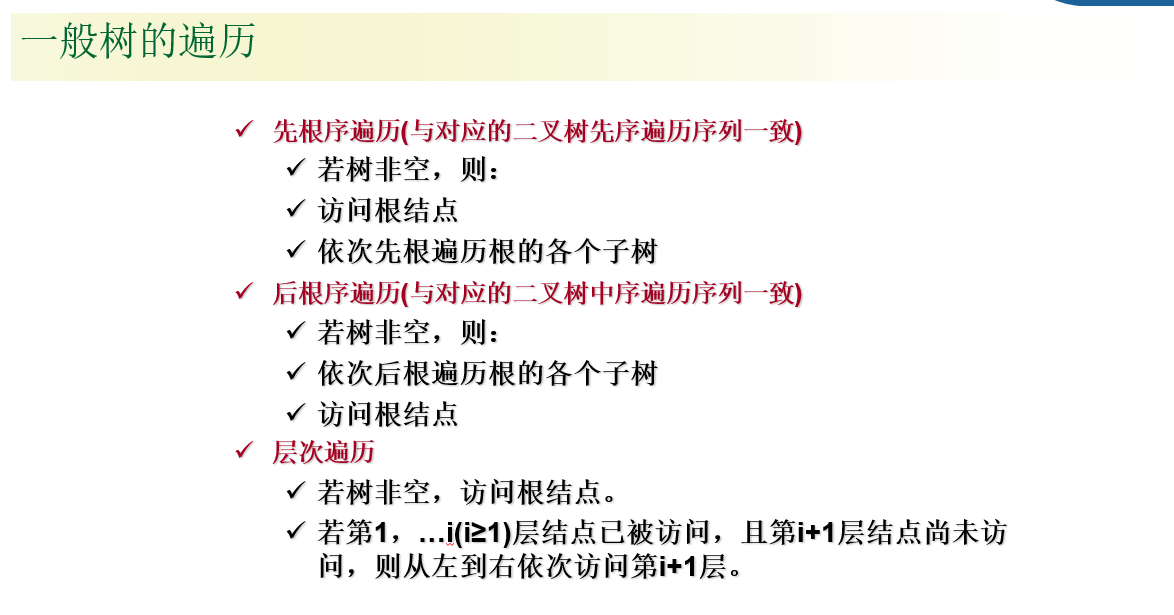 一般树的遍历
先根序遍历(与对应的二叉树先序遍历序列一致)
若树非空，则：
访问根结点
依次先根遍历根的各个子树
后根序遍历(与对应的二叉树中序遍历序列一致)
若树非空，则：
依次后根遍历根的各个子树
访问根结点
层次遍历
若树非空，访问根结点。
若第1，…i(i≥1)层结点已被访问，且第i+1层结点尚未访
问，则从左到右依次访问第i+1层。